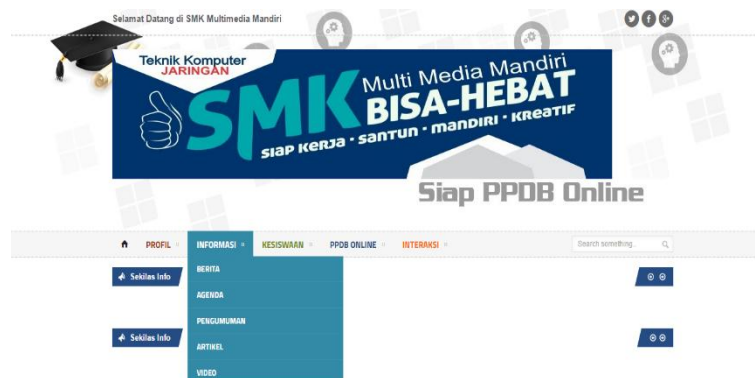 Selamat Datang di SMK Multimedia Mandiri
Teknik Komputer
JARINGAN
SMK
Multi Media Mandiri
BISA-HEBAT
SIAP KERJA · SANTUN · MANDIRI · KREATIF
Siap PPDB Online
PROFIL INFORMASI KESISWAAN PPDB ONLINE INTERAKSI Search something..
Sekilas Info
BERITA
AGENDA
PENGUMUMAN
Sekilas Info
ARTIKEL
VIDEO